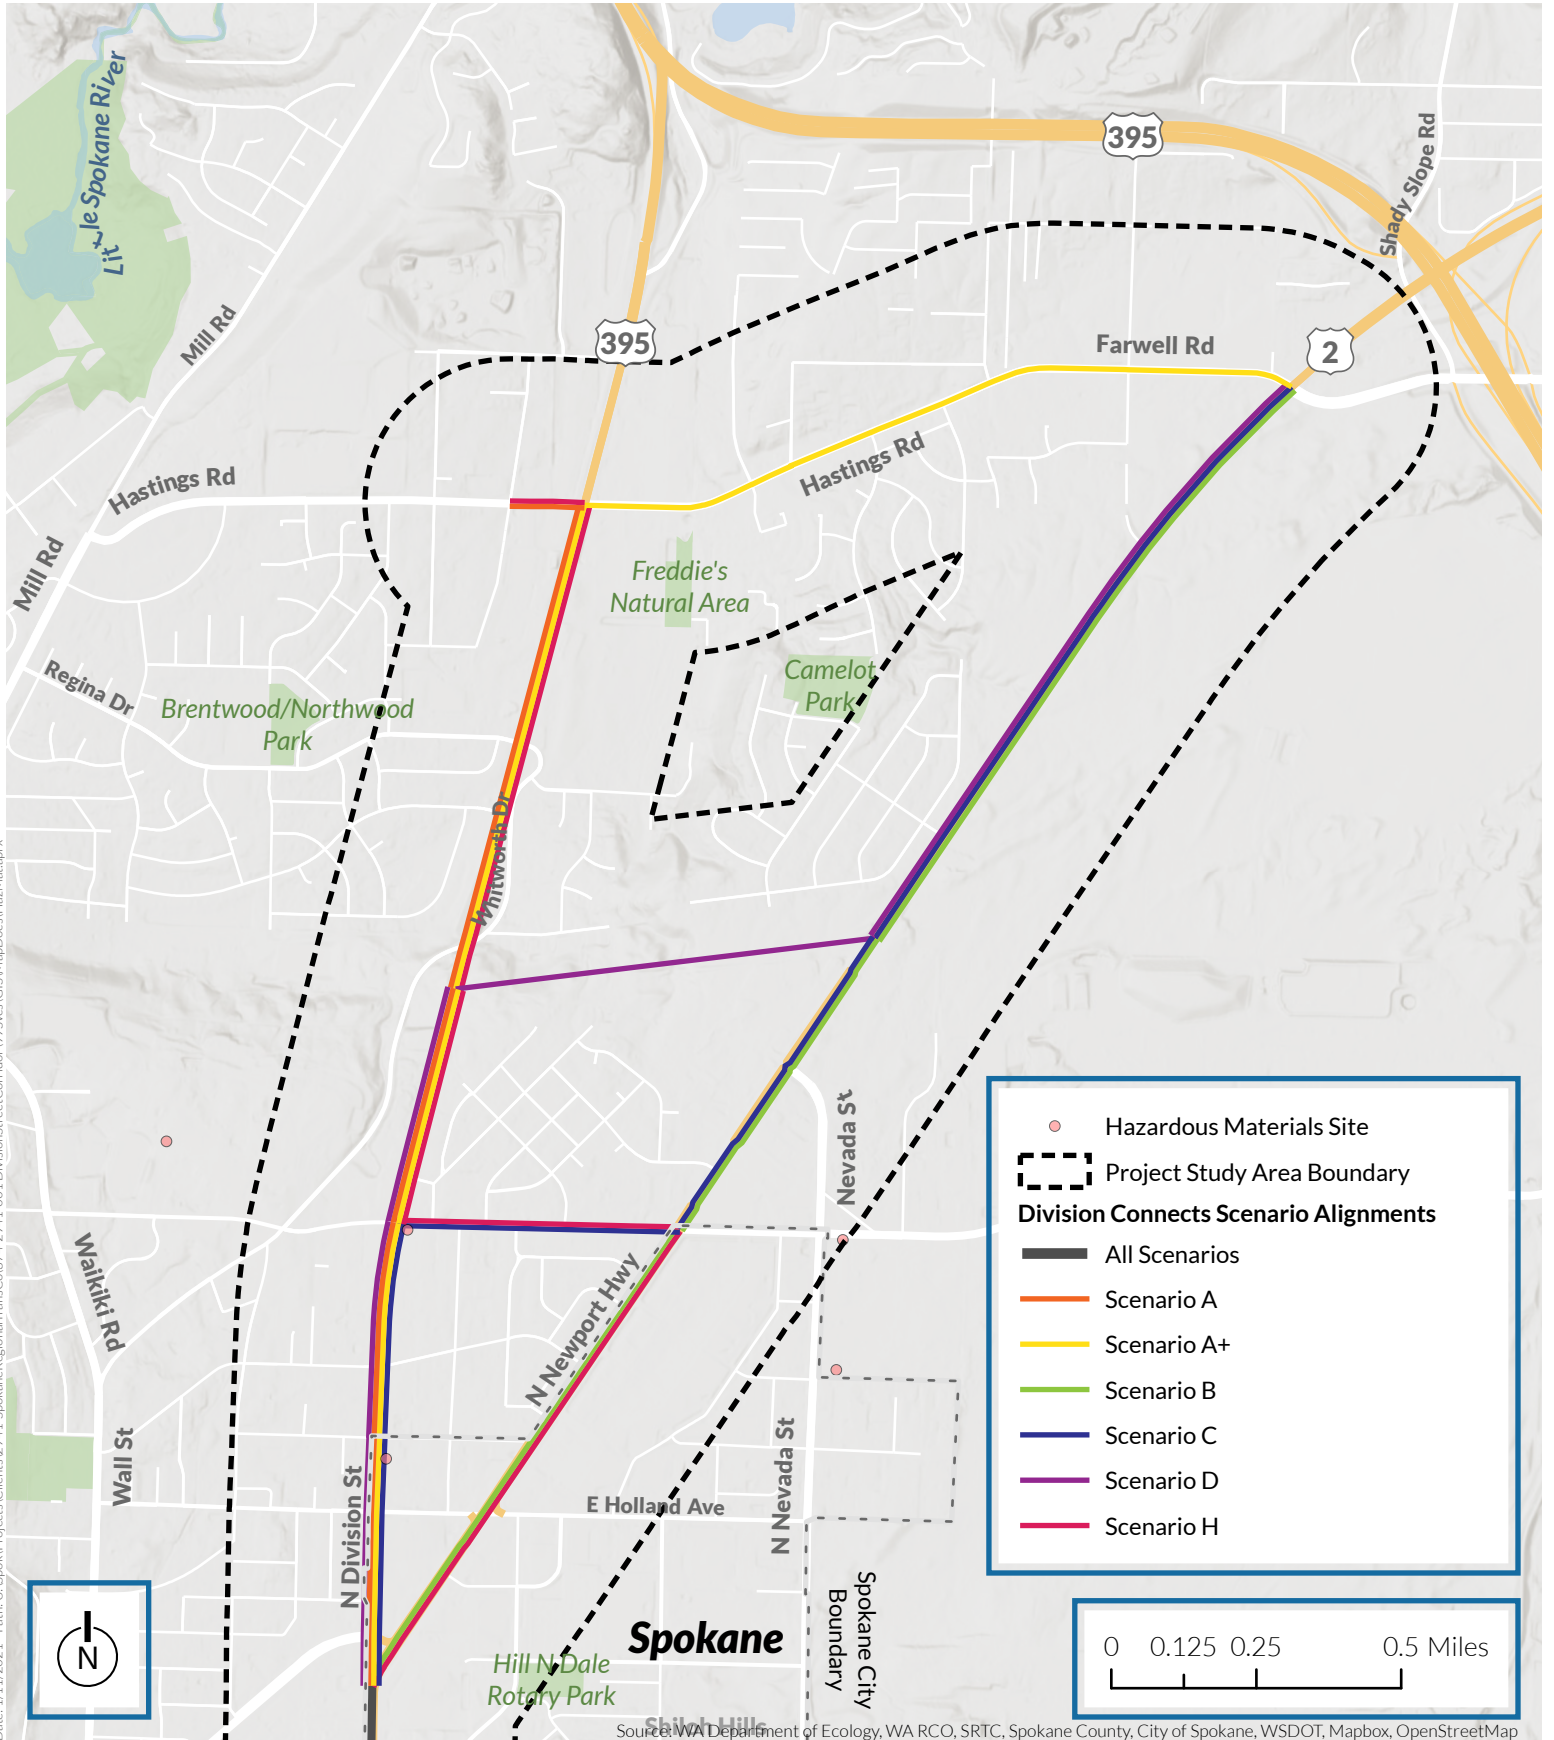 Little Spokane River
395
Shady Slope Rd
Mill Rd
395
Farwell Rd
2
Hastings Rd
Hastings Rd
Mill Rd
Freddie's
Natural Area
Camelot
Park
Regina Dr
Brentwood/Northwood
Park
Whitworth Dr
Nevada St
Waikiki Rd
N Newport Hwy
Wall St
N Division St
E Holland Ave
N Nevada St
Spokane City
Boundary
Spokane
Hill N Dale
Rotary Park
Shiloh Hills
N
Hazardous Materials Site
Project Study Area Boundary
Division Connects Scenario Alignments
All Scenarios
Scenario A
Scenario A+
Scenario B
Scenario C
Scenario D
Scenario H
0 0.125 0.25 0.5 Miles
Source: WA Department of Ecology, WA RCO, SRTC, Spokane County, City of Spokane, WSDOT, Mapbox, OpenStreetMap